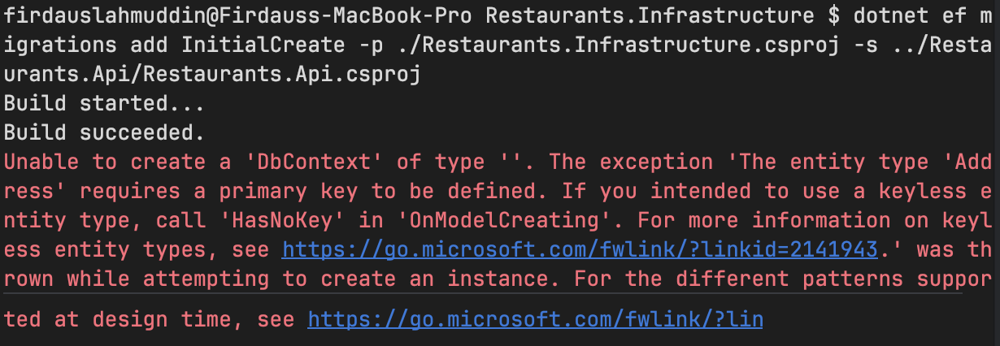 firdauslahmuddin@Firdauss-MacBook-Pro Restaurants.Infrastructure $ dotnet ef m
igrations add InitialCreate -p ./Restaurants.Infrastructure.csproj -s ../Resta
urants.Api/Restaurants.Api.csproj
Build started...
Build succeeded.
Unable to create a 'DbContext' of type ''. The exception 'The entity type 'Add
ress' requires a primary key to be defined. If you intended to use a keyless e
ntity type, call 'HasNoKey' in 'OnModelCreating'. For more information on keyl
ess entity types, see https://go.microsoft.com/fwlink/?linkid=2141943.' was th
rown while attempting to create an instance. For the different patterns suppor
ted at design time, see https://go.microsoft.com/fwlink/?lin